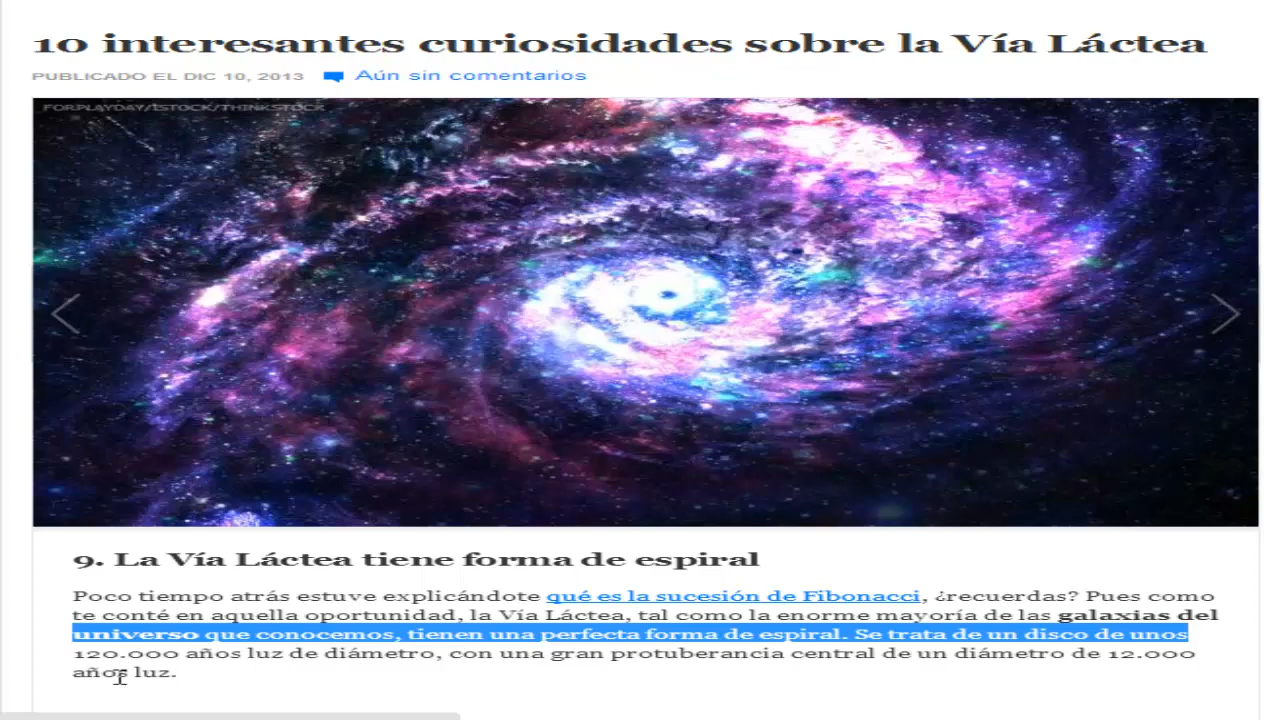 10 interesantes curiosidades sobre la Vía Láctea
PUBLICADO EL DIC 10, 2013 Aún sin comentarios
FORPLAYDAY/ISTOCK/THINKSTOCK
9. La Vía Láctea tiene forma de espiral
Poco tiempo atrás estuve explicándote qué es la sucesión de Fibonacci, ¿recuerdas? Pues como
te conté en aquella oportunidad, la Vía Láctea, tal como la enorme mayoría de las galaxias del
universo que conocemos, tienen una perfecta forma de espiral. Se trata de un disco de unos
120.000 años luz de diámetro, con una gran protuberancia central de un diámetro de 12.000
años luz.